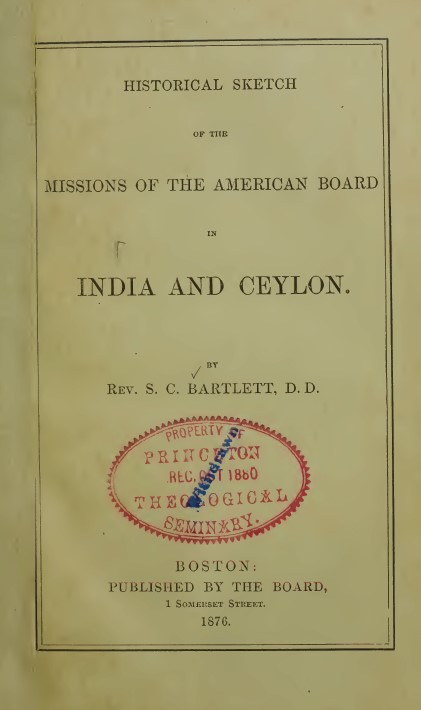 HISTORICAL SKETCH
OF THE
MISSIONS OF THE AMERICAN BOARD
IN
INDIA AND CEYLON.
BY
REV. S. C. BARTLETT, D. D.
PROPERTY OF
PRINCETON
REC. OCT 1880
THEOLOGICAL
SEMINARY.
Withdrawn
BOSTON:
PUBLISHED BY THE BOARD,
1 SOMERSET STREET.
1876.